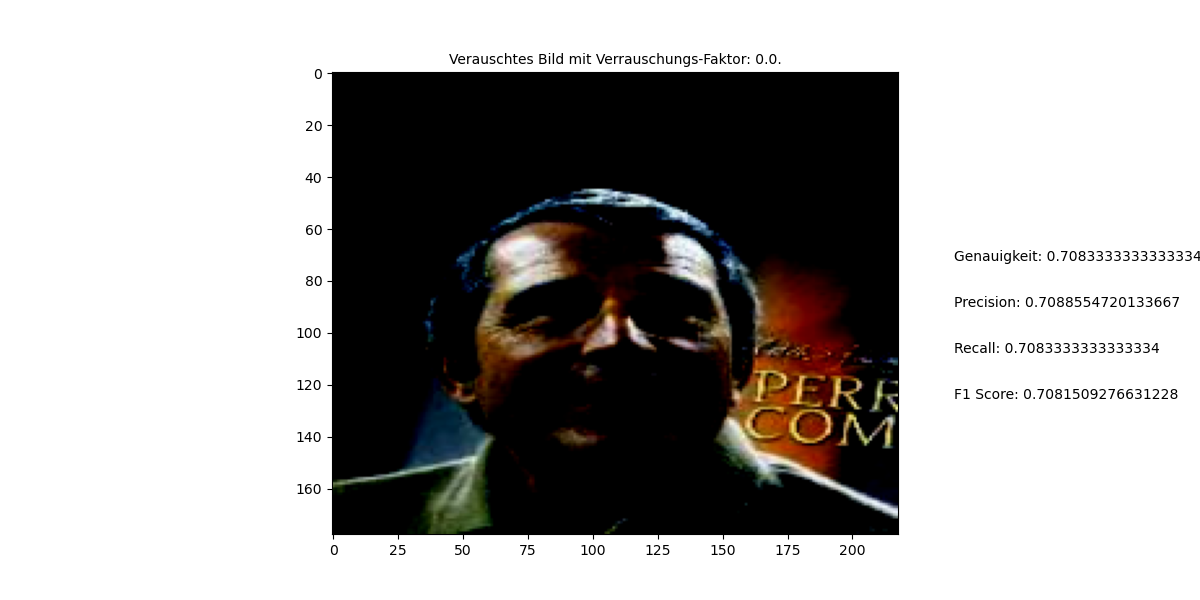 Verauschtes Bild mit Verrauschungs-Faktor: 0.0.
0
20
40
60
80
100
120
140
160
0 25 50 75 100 125 150 175 200
PERR
COM
Genauigkeit: 0.7083333333333334
Precision: 0.7088554720133667
Recall: 0.7083333333333334
F1 Score: 0.7081509276631228